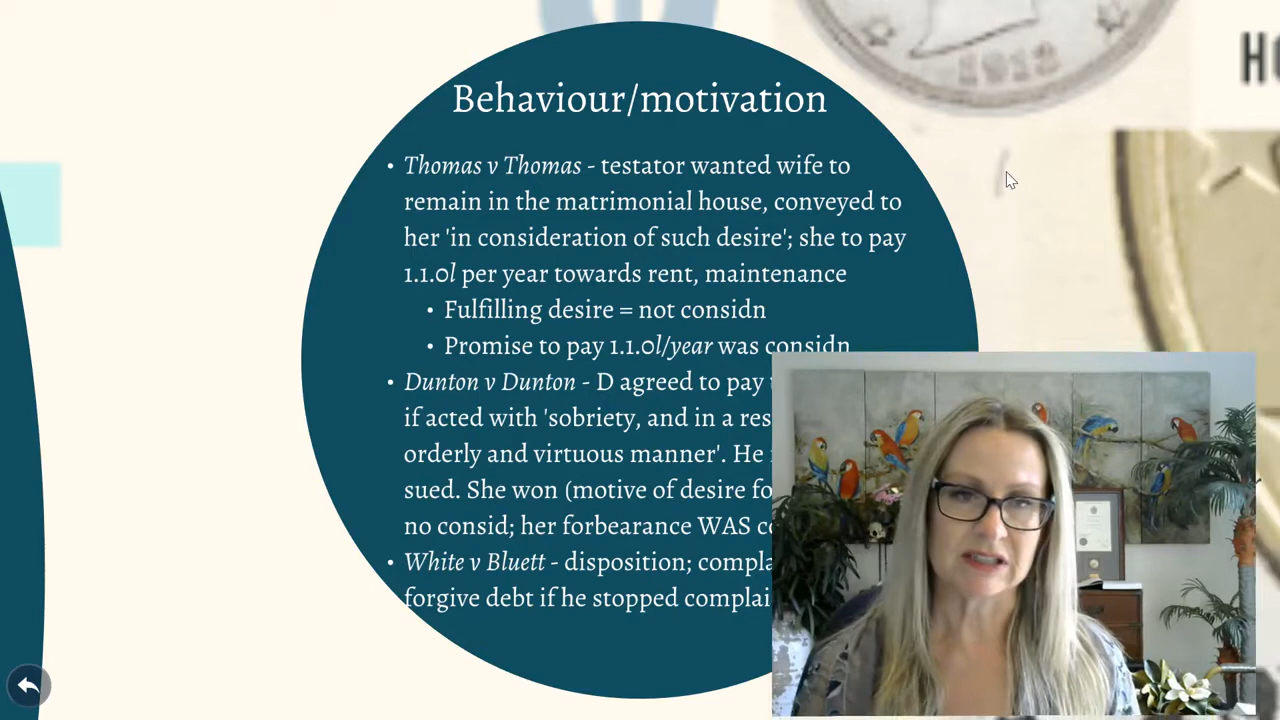 Behaviour/motivation
• Thomas v Thomas - testator wanted wife to
remain in the matrimonial house, conveyed to
her 'in consideration of such desire'; she to pay
1.1.0l per year towards rent, maintenance
• Fulfilling desire = not considn
• Promise to pay 1.1.0l/year was considn
• Dunton v Dunton - D agreed to pay
if acted with 'sobriety, and in a
orderly and virtuous manner'. He
sued. She won (motive of desire
no consid; her forbearance WAS
• White v Bluett - disposition;
forgive debt if he stopped
1912